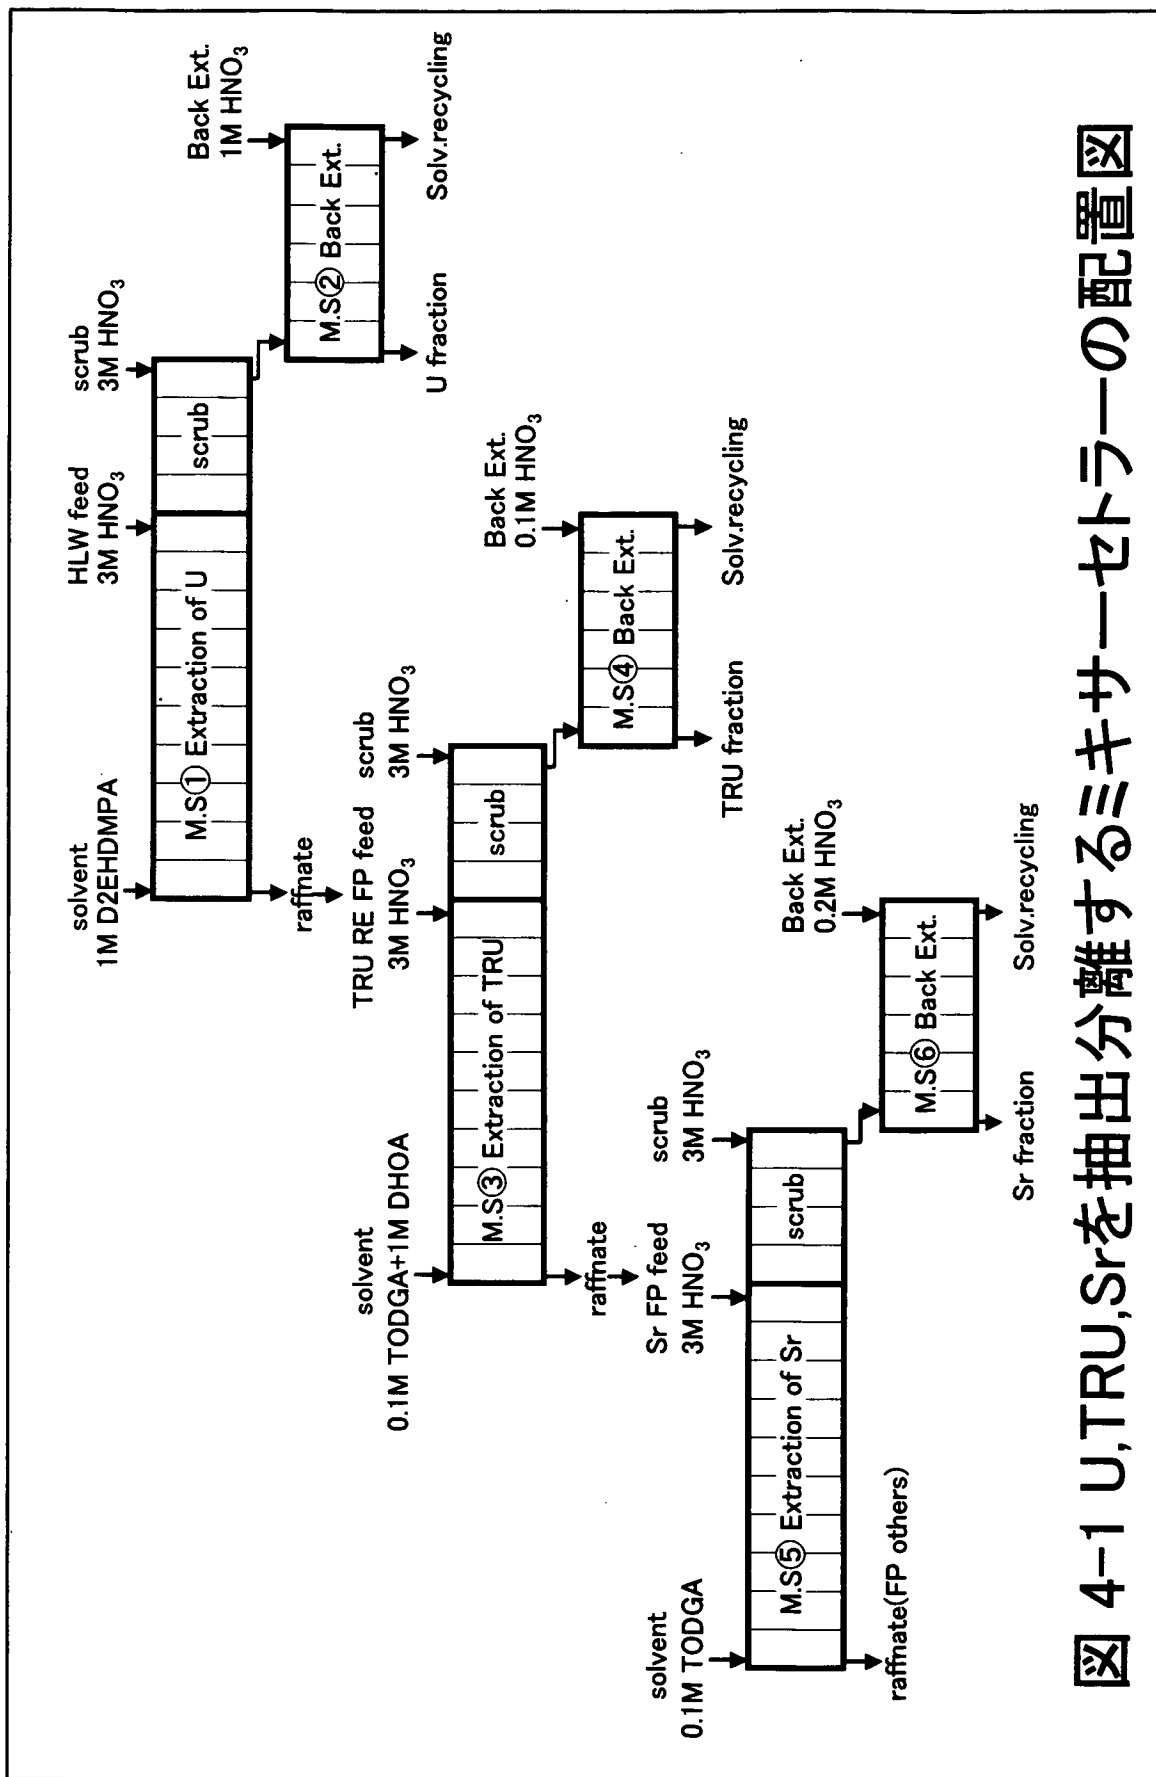 solvent
1M D2EHDMPA
HLW feed
3M HNO3
scrub
3M HNO3
M.S① Extraction of U
scrub
Back Ext.
1M HNO3
M.S② Back Ext.
raffnate
U fraction
Solv.recycling
solvent
0.1M TODGA+1M DHOA
TRU RE FP feed
3M HNO3
scrub
3M HNO3
M.S③ Extraction of TRU
scrub
Back Ext.
0.1M HNO3
M.S④ Back Ext.
raffnate
TRU fraction
Solv.recycling
solvent
0.1M TODGA
Sr FP feed
3M HNO3
scrub
3M HNO3
M.S⑤ Extraction of Sr
scrub
Back Ext.
0.2M HNO3
M.S⑥ Back Ext.
raffnate(FP others)
Sr fraction
Solv.recycling
図 4-1 U,TRU,Srを抽出分離するミキサーセトラーの配置図